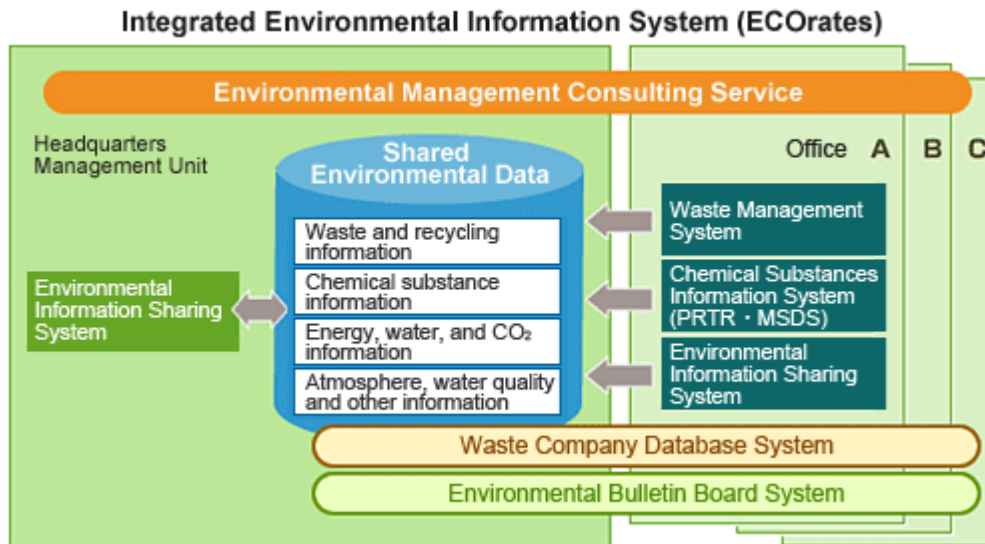 Integrated Environmental Information System (ECOrates)
Environmental Management Consulting Service
Headquarters
Management Unit
Shared
Environmental Data
Office A B C
Waste and recycling
information
Chemical substance
information
Energy, water, and CO₂
information
Atmosphere, water quality
and other information
Environmental
Information Sharing
System
Waste Management
System
Chemical Substances
Information System
(PRTR・MSDS)
Environmental
Information Sharing
System
Waste Company Database System
Environmental Bulletin Board System